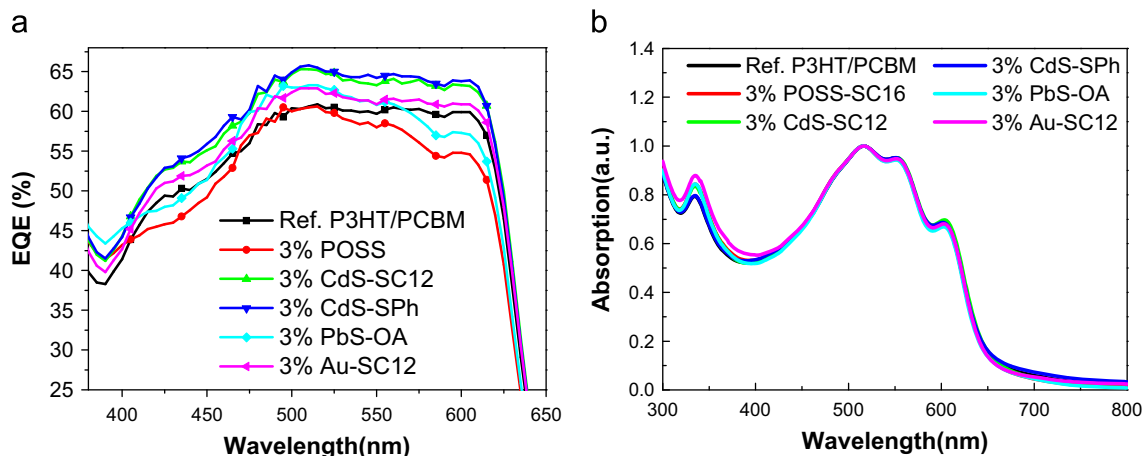 a
EQE (%)
65
60
55
50
45
40
35
30
25
Ref. P3HT/PCBM
3% POSS
3% CdS-SC12
3% CdS-SPh
3% PbS-OA
3% Au-SC12
400 450 500 550 600 650
Wavelength(nm)
b
Absorption(a.u.)
1.4
1.2
1.0
0.8
0.6
0.4
0.2
0.0
Ref. P3HT/PCBM 3% CdS-SPh
3% POSS-SC16 3% PbS-OA
3% CdS-SC12 3% Au-SC12
300 400 500 600 700 800
Wavelength(nm)